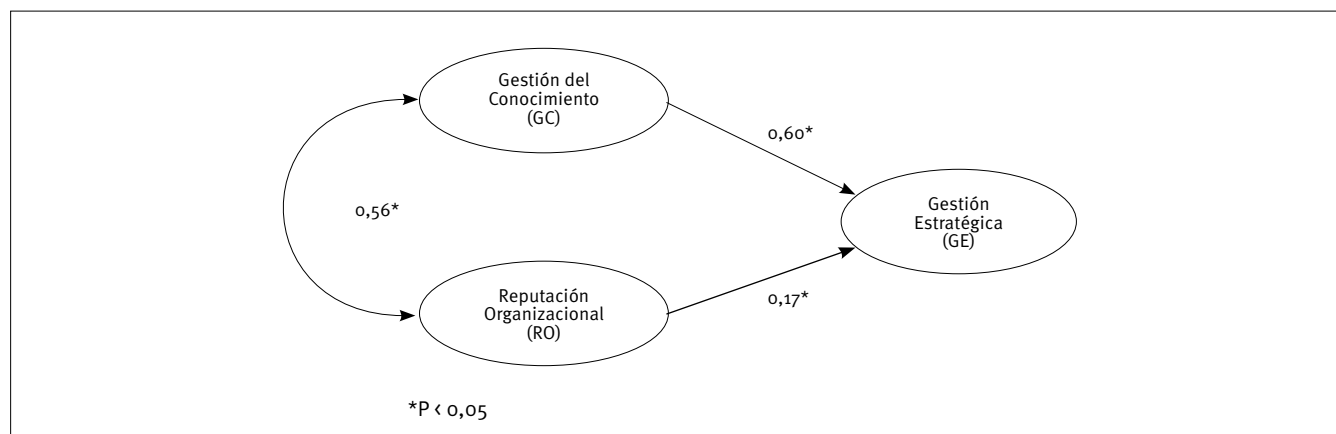 Gestión del
Conocimiento
(GC)
0,60*
Gestión
Estratégica
(GE)
0,56*
Reputación
Organizacional
(RO)
0,17*
*P < 0,05